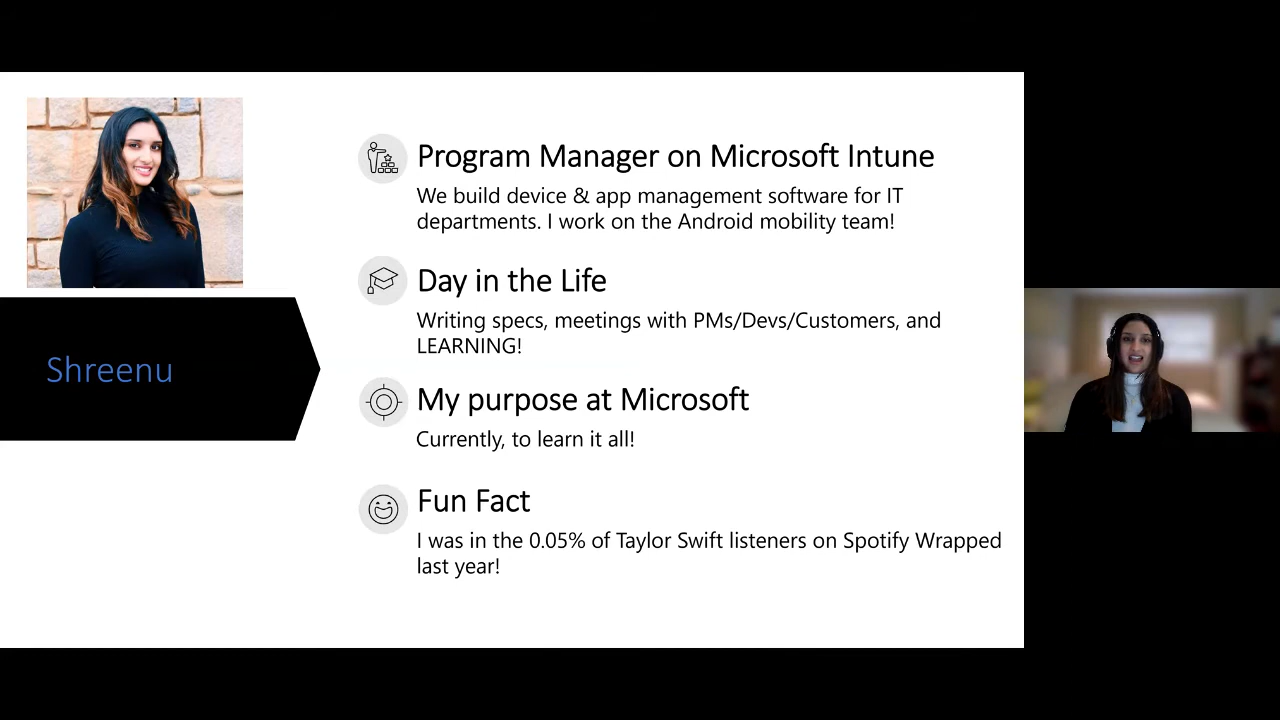 Shreenu
Program Manager on Microsoft Intune
We build device & app management software for IT
departments. I work on the Android mobility team!
Day in the Life
Writing specs, meetings with PMs/Devs/Customers, and
LEARNING!
My purpose at Microsoft
Currently, to learn it all!
Fun Fact
I was in the 0.05% of Taylor Swift listeners on Spotify Wrapped
last year!